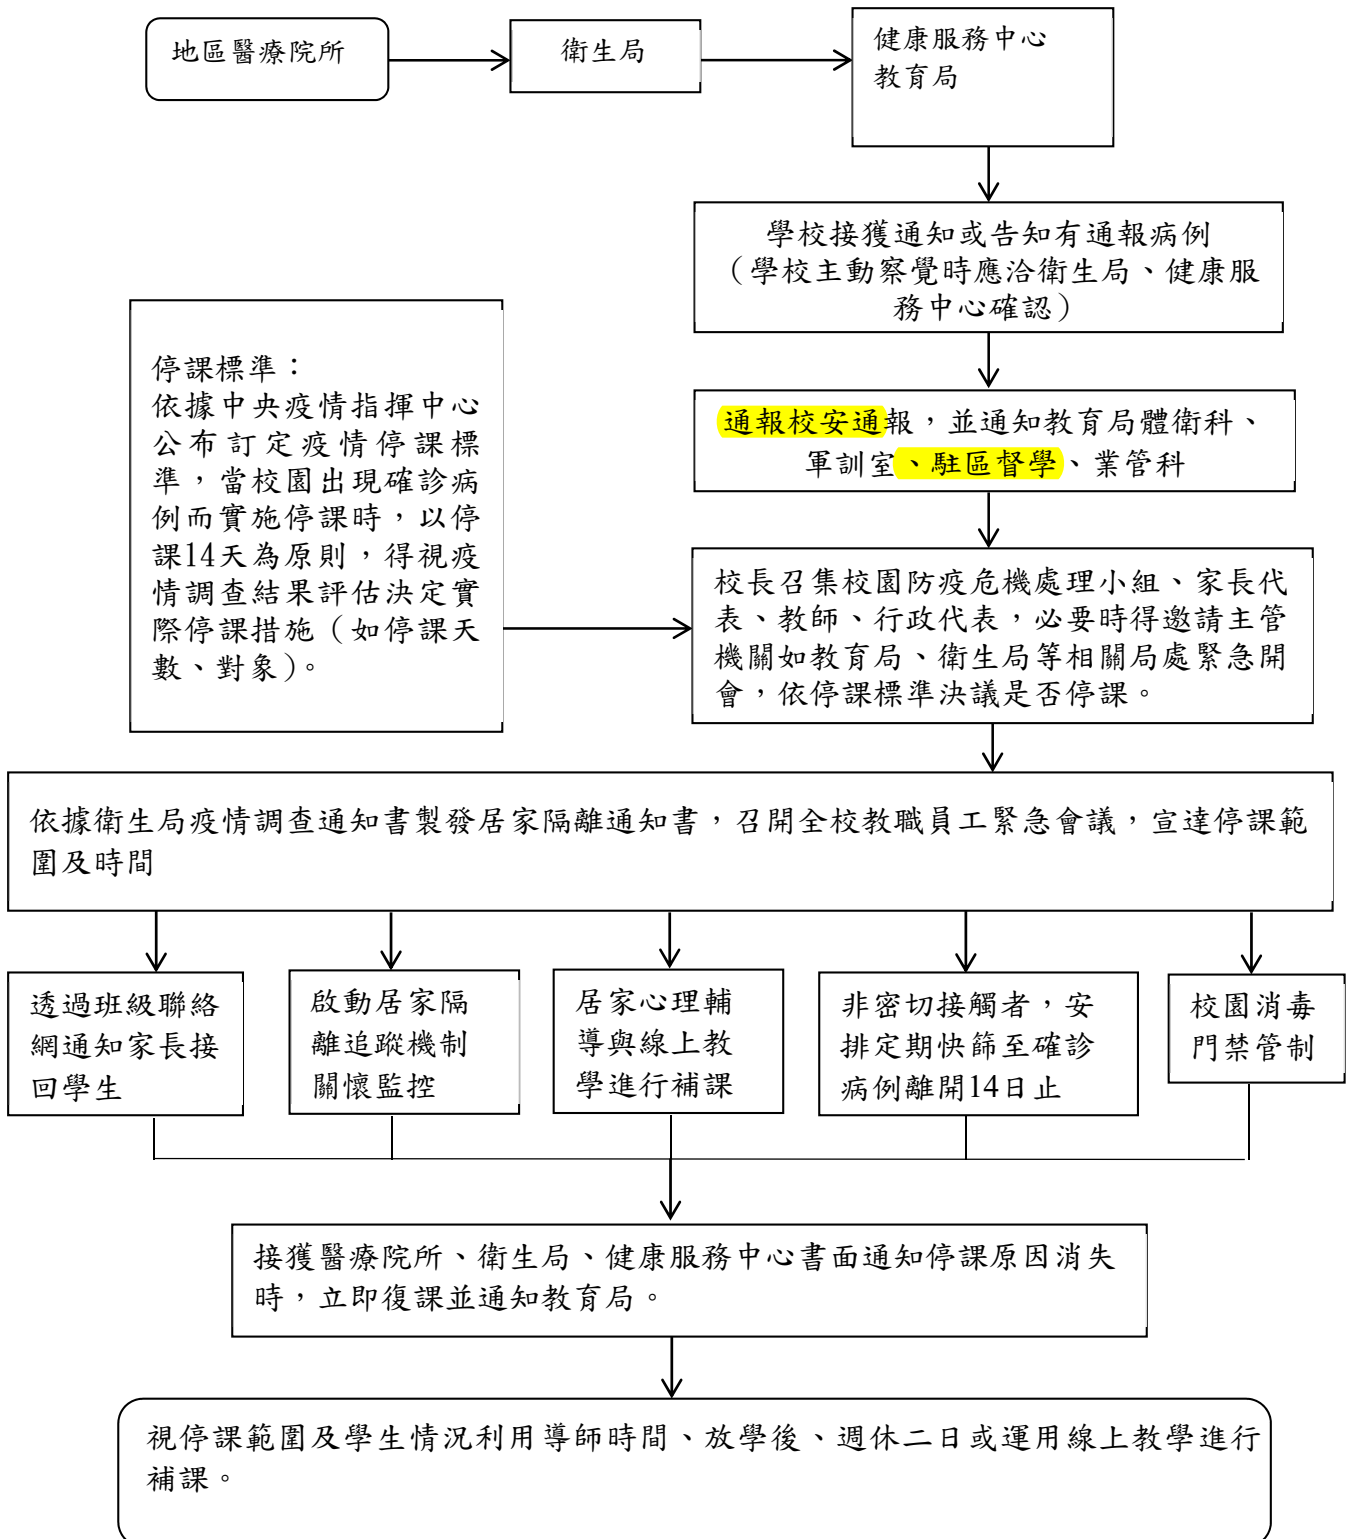 地區醫療院所
衛生局
健康服務中心
教育局
學校接獲通知或告知有通報病例
（學校主動察覺時應洽衛生局、健康服
務中心確認）
停課標準：
依據中央疫情指揮中心
公布訂定疫情停課標
準，當校園出現確診病
例而實施停課時，以停
課14天為原則，得視疫
情調查結果評估決定實
際停課措施（如停課天
數、對象）。
通報校安通報，並通知教育局體衛科、
軍訓室、駐區督學、業管科
校長召集校園防疫危機處理小組、家長代
表、教師、行政代表，必要時得邀請主管
機關如教育局、衛生局等相關局處緊急開
會，依停課標準決議是否停課。
依據衛生局疫情調查通知書製發居家隔離通知書，召開全校教職員工緊急會議，宣達停課範
圍及時間
透過班級聯絡
網通知家長接
回學生
啟動居家隔
離追蹤機制
關懷監控
居家心理輔
導與線上教
學進行補課
非密切接觸者，安
排定期快篩至確診
病例離開14日止
校園消毒
門禁管制
接獲醫療院所、衛生局、健康服務中心書面通知停課原因消失
時，立即復課並通知教育局。
視停課範圍及學生情況利用導師時間、放學後、週休二日或運用線上教學進行
補課。